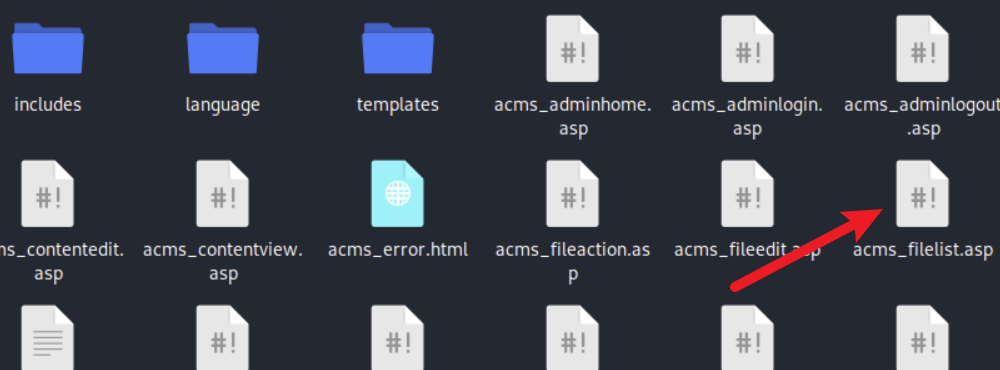 includes
language
templates
acms_adminhome.
asp
acms_adminlogin.
asp
acms_adminlogout
.asp
ms_contentedit.
asp
acms_contentview.
asp
acms_error.html
acms_fileaction.as
p
acms_fileedit.asp
acms_filelist.asp